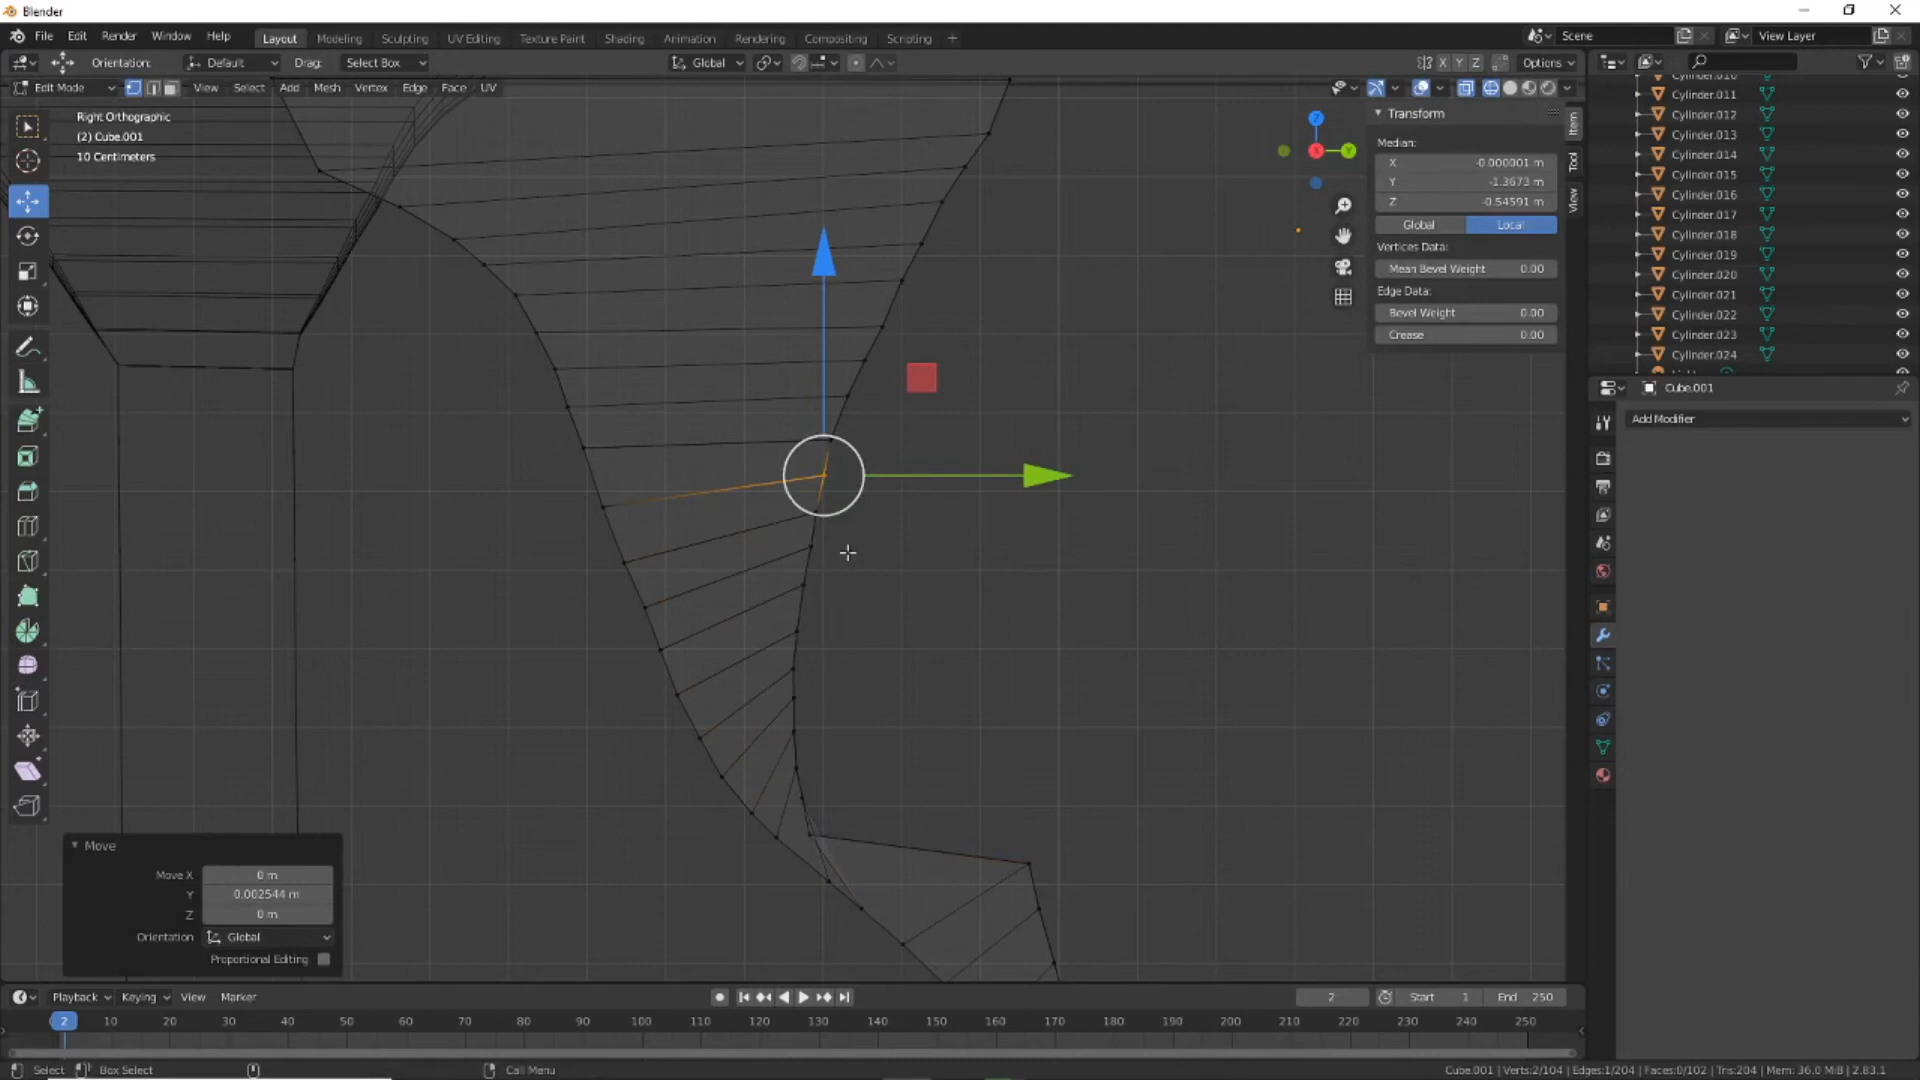 Blender
File Edit Render Window Help
Layout Modeling Sculpting UV Editing Texture Paint Shading Animation Rendering Compositing Scripting +
Scene View Layer
Orientation: Default Drag: Select Box Global X Y Z Options
Edit Mode View Select Add Mesh Vertex Edge Face UV
Right Orthographic
(2) Cube.001
10 Centimeters
Z
Y
Transform
Median:
X -0.000001 m
Y -1.3673 m
Z -0.54591 m
Global Local
Vertices Data:
Mean Bevel Weight 0.00
Edge Data:
Bevel Weight 0.00
Crease 0.00
Item
Tool
View
Cylinder.010
Cylinder.011
Cylinder.012
Cylinder.013
Cylinder.014
Cylinder.015
Cylinder.016
Cylinder.017
Cylinder.018
Cylinder.019
Cylinder.020
Cylinder.021
Cylinder.022
Cylinder.023
Cylinder.024
Cube.001
Add Modifier
Move
Move X 0 m
Y 0.002544 m
Z 0 m
Orientation Global
Proportional Editing
Playback Keying View Marker 2 Start 1 End 250
2 10 20 30 40 50 60 70 80 90 100 110 120 130 140 150 160 170 180 190 200 210 220 230 240 250
Select Box Select Call Menu Cube.001 | Verts:2/104 | Edges:1/204 | Faces:0/102 | Tris:204 | Mem: 36.0 MiB | 2.83.1